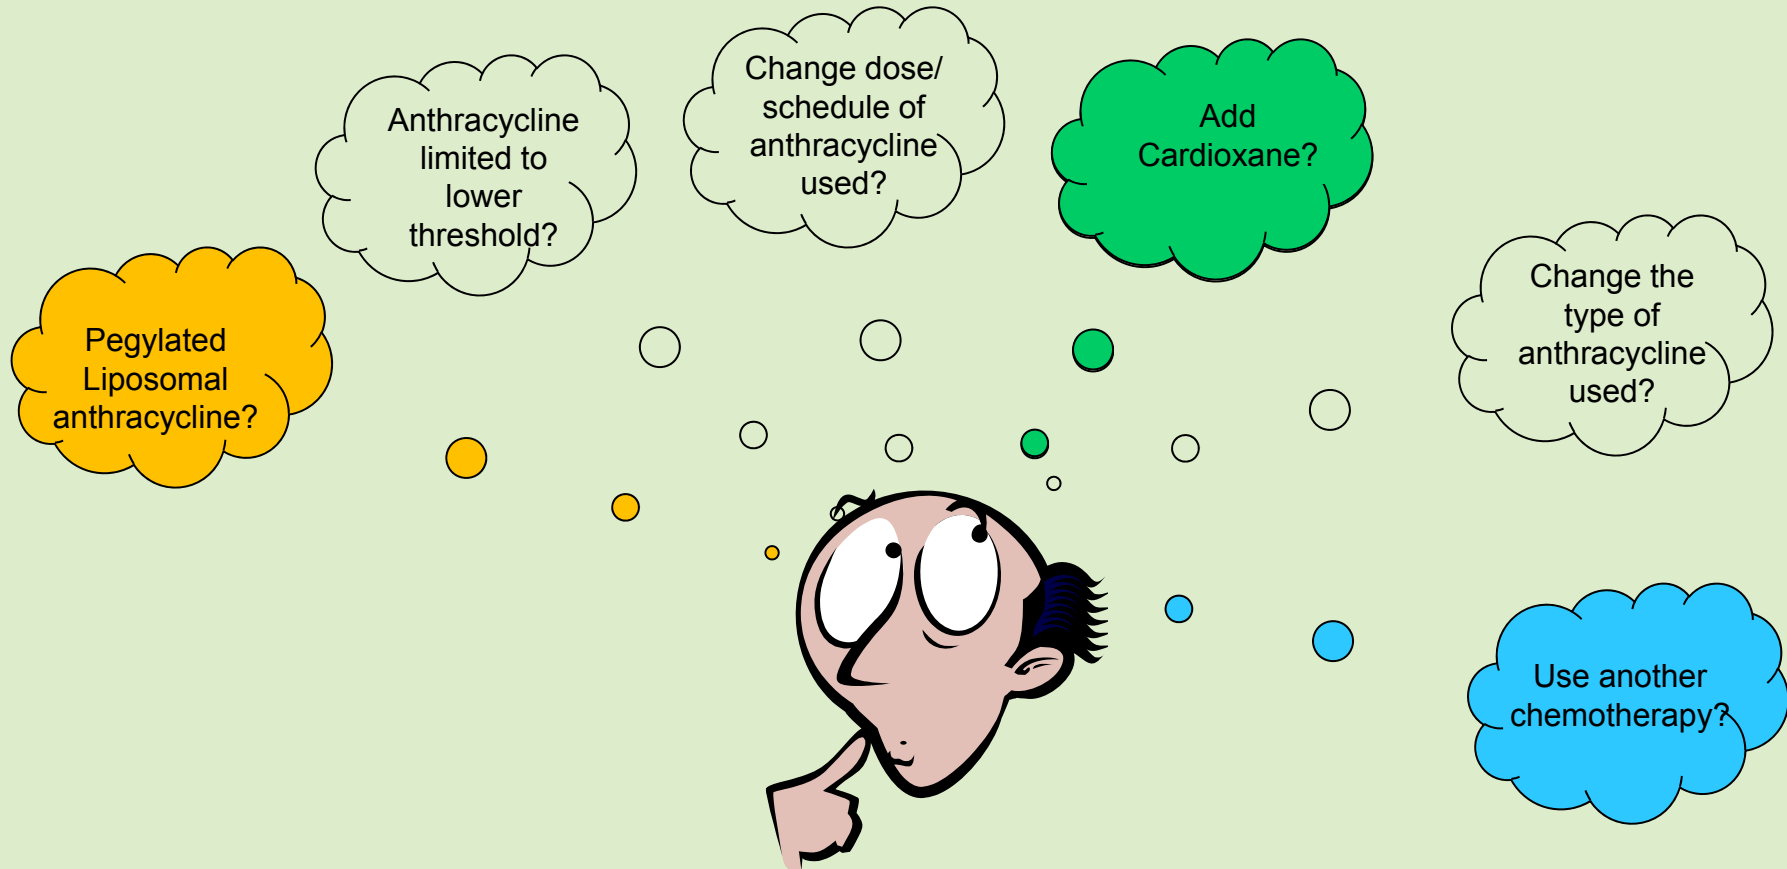 Pegylated
Liposomal
anthracycline?
Anthracycline
limited to
lower
threshold?
Change dose/
schedule of
anthracycline
used?
Add
Cardioxane?
Change the
type of
anthracycline
used?
Use another
chemotherapy?